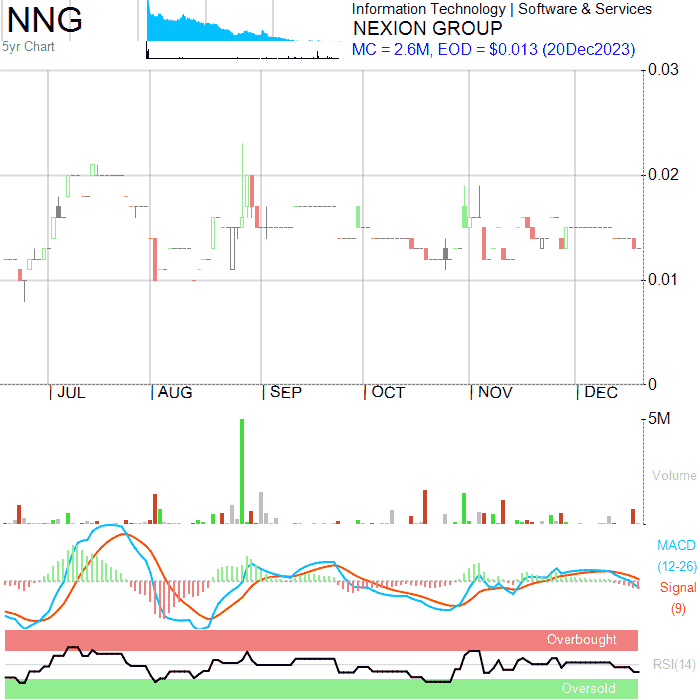 NNG
5yr Chart
Information Technology | Software & Services
NEXION GROUP
MC = 2.6M, EOD = $0.013 (20Dec2023)
0.03
0.02
0.01
0
JUL AUG SEP OCT NOV DEC
5M
Volume
MACD
(12-26)
Signal
(9)
Overbought
RSI(14)
Oversold